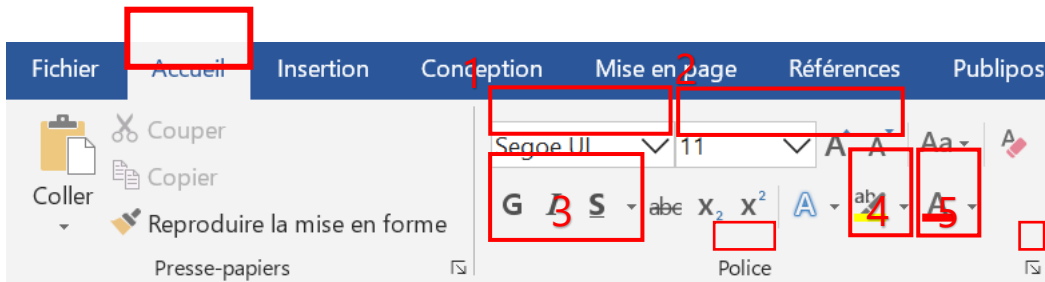 Fichier Accueil Insertion Conception Mise en page Références Publipos
1 2
Couper
Segoe UI 11 A A Aa A
Copier
Coller
G I S abc X₂ X² A ab A
3 4 5
Reproduire la mise en forme
Presse-papiers Police